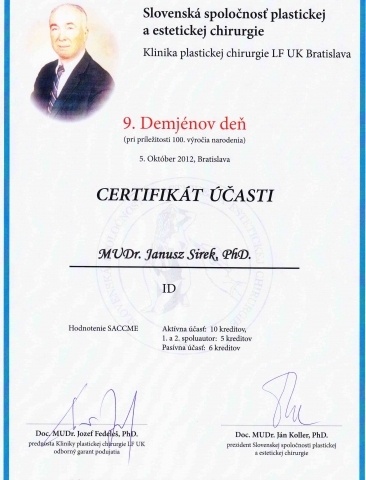 Slovenská spoločnosť plastickej
a estetickej chirurgie
Klinika plastickej chirurgie LF UK Bratislava
9. Demjénov deň
(pri príležitosti 100. výročia narodenia)
5. Október 2012, Bratislava
CERTIFIKÁT ÚČASTI
MUDr. Janusz Sirek, PhD.
ID
Hodnotenie SACCME
Aktívna účasť: 10 kreditov,
1. a 2. spoluautor: 5 kreditov
Pasívna účasť: 6 kreditov
Doc. MUDr. Jozef Fedeleš, PhD.
prednosta Kliniky plastickej chirurgie LF UK
odborný garant podujatia
Doc. MUDr. Ján Koller, PhD.
prezident Slovenskej spoločnosti plastickej
a estetickej chirurgie